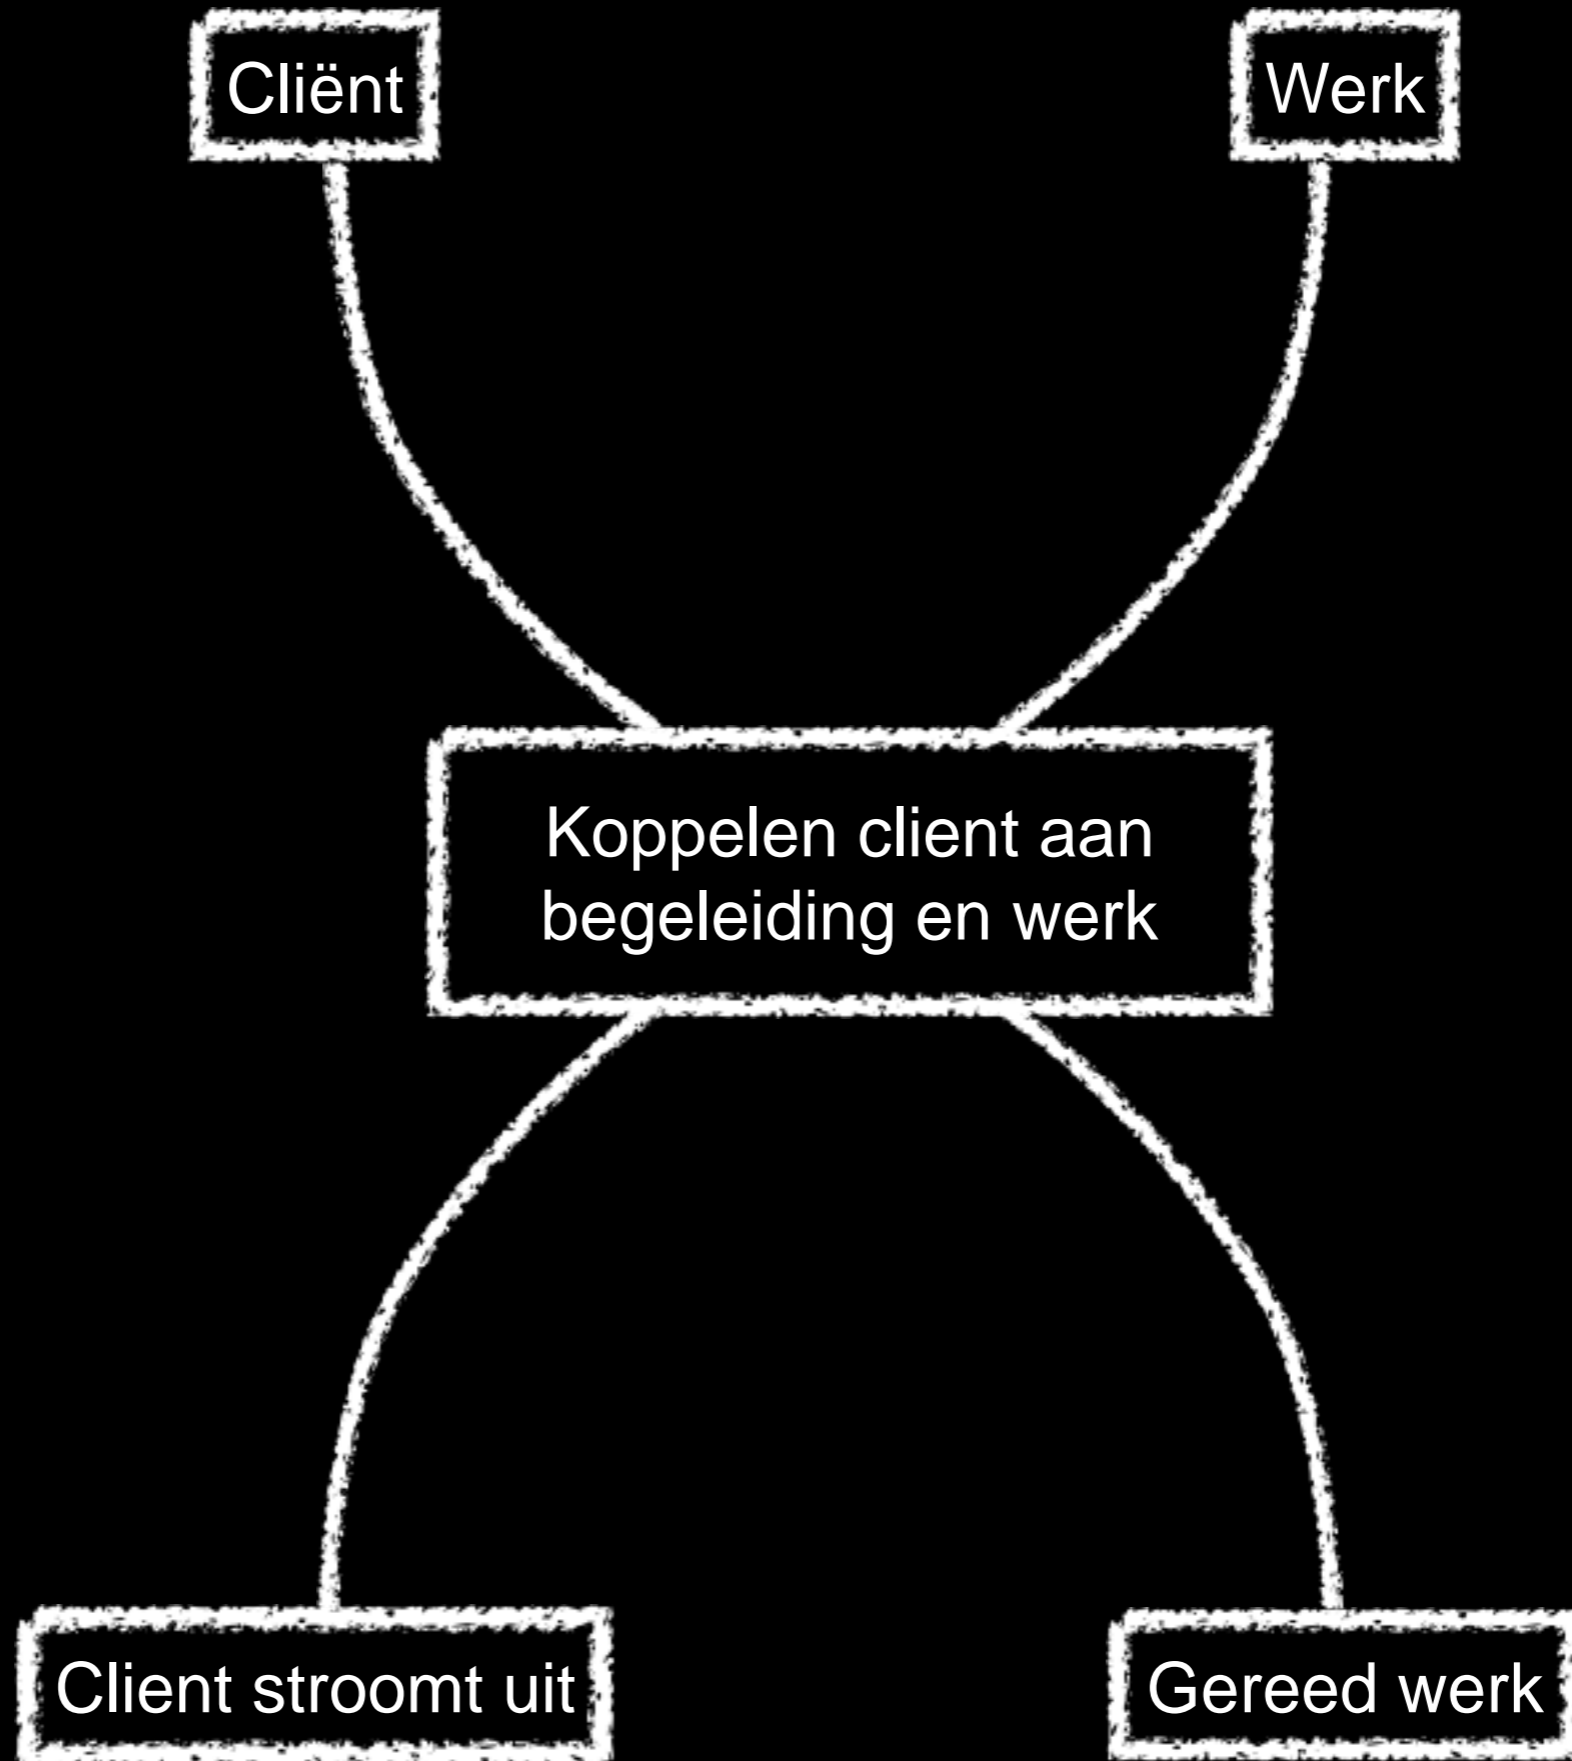 Cliënt
Werk
Koppelen client aan
begeleiding en werk
Client stroomt uit
Gereed werk